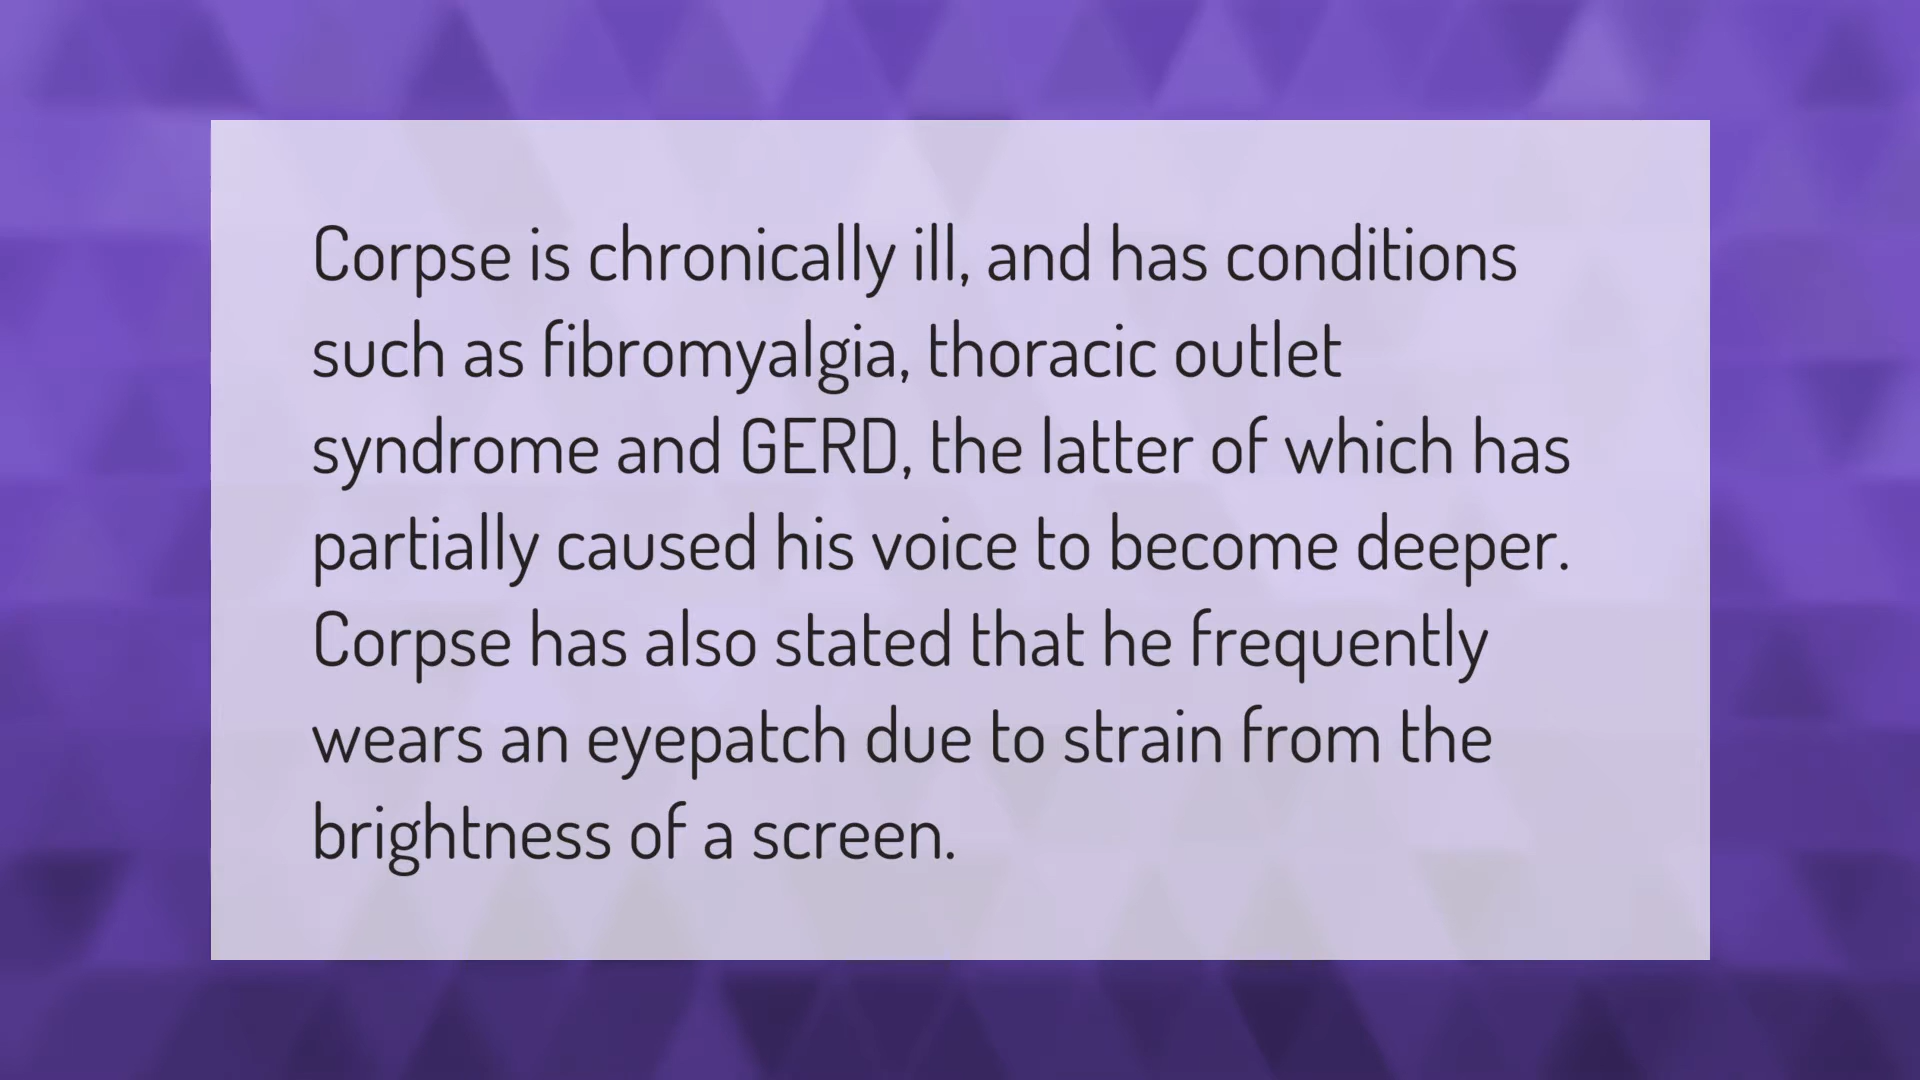 Corpse is chronically ill, and has conditions
such as fibromyalgia, thoracic outlet
syndrome and GERD, the latter of which has
partially caused his voice to become deeper.
Corpse has also stated that he frequently
wears an eyepatch due to strain from the
brightness of a screen.